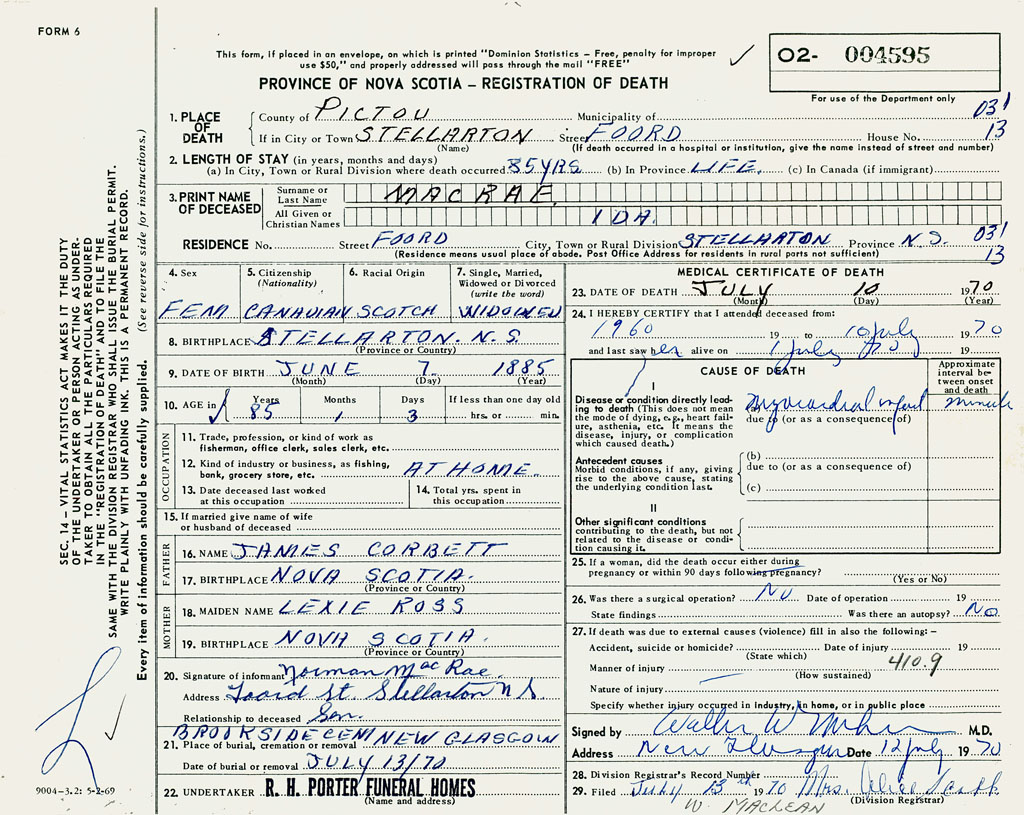 FORM 6
This form, if placed in an envelope, on which is printed "Dominion Statistics – Free, penalty for improper
use $50," and properly addressed will pass through the mail "FREE"
O2- 004595
PROVINCE OF NOVA SCOTIA – REGISTRATION OF DEATH
For use of the Department only
1. PLACE OF DEATH
County of PICTOU Municipality of 031
If in City or Town STELLARTON Street FOORD House No. 13
(Name) (If death occurred in a hospital or institution, give the name instead of street and number)
2. LENGTH OF STAY (in years, months and days)
(a) In City, Town or Rural Division where death occurred 85 YRS (b) In Province LIFE. (c) In Canada (if immigrant)
3. PRINT NAME OF DECEASED
Surname or Last Name MACRAE
All Given or Christian Names IDA
RESIDENCE No. Street FOORD City, Town or Rural Division STELLARTON Province N.S. 031
(Residence means usual place of abode. Post Office Address for residents in rural parts not sufficient) 13
4. Sex 5. Citizenship (Nationality) 6. Racial Origin 7. Single, Married, Widowed or Divorced (write the word)
FEM CANADIAN SCOTCH WIDOWED
8. BIRTHPLACE STELLARTON. N.S.
(Province or Country)
9. DATE OF BIRTH JUNE 7 1885
(Month) (Day) (Year)
10. AGE in Years Months Days If less than one day old
85 1 3 hrs. or min.
OCCUPATION
11. Trade, profession, or kind of work as
fisherman, office clerk, sales clerk, etc.
12. Kind of industry or business, as fishing,
bank, grocery store, etc. AT HOME.
13. Date deceased last worked
at this occupation
14. Total yrs. spent in
this occupation
15. If married give name of wife
or husband of deceased
FATHER
16. NAME JAMES CORBETT
17. BIRTHPLACE NOVA SCOTIA.
(Province or Country)
MOTHER
18. MAIDEN NAME LEXIE ROSS
19. BIRTHPLACE NOVA SCOTIA.
(Province or Country)
20. Signature of informant Norman MacRae
Address Foord St. Stellarton N S
Relationship to deceased Son.
BROOKSIDE CEM NEW GLASGOW
21. Place of burial, cremation or removal
Date of burial or removal JULY 13/70
22. UNDERTAKER R. H. PORTER FUNERAL HOMES
(Name and address)
MEDICAL CERTIFICATE OF DEATH
23. DATE OF DEATH JULY 10 1970
(Month) (Day) (Year)
24. I HEREBY CERTIFY that I attended deceased from:
1960 19 to 10 July 1970
and last saw her alive on 1 July 70 19
CAUSE OF DEATH
Approximate interval between onset and death
I
Disease or condition directly leading
to death (This does not mean
the mode of dying, e.g., heart failure,
asthenia, etc. It means the
disease, injury, or complication
which caused death.)
(a) Myocardial infarct minute
due to (or as a consequence of)
Antecedent causes
Morbid conditions, if any, giving
rise to the above cause, stating
the underlying condition last.
(b)
due to (or as a consequence of)
(c)
II
Other significant conditions
contributing to the death, but not
related to the disease or condition
causing it.
25. If a woman, did the death occur either during
pregnancy or within 90 days following pregnancy?
(Yes or No)
26. Was there a surgical operation? NO Date of operation 19
State findings Was there an autopsy? NO
27. If death was due to external causes (violence) fill in also the following: –
Accident, suicide or homicide? Date of injury 19
(State which) 410.9
Manner of injury
(How sustained)
Nature of injury
Specify whether injury occurred in industry, in home, or in public place
Signed by Walter W M.D.
Address New Glasgow Date 12 July 1970
28. Division Registrar's Record Number
29. Filed July 13th 1970 Mrs. Alice
(Division Registrar)
W. MACLEAN
SEC. 14 – VITAL STATISTICS ACT MAKES IT THE DUTY
OF THE UNDERTAKER OR PERSON ACTING AS UNDER-
TAKER TO OBTAIN ALL THE PARTICULARS REQUIRED
IN THE "REGISTRATION OF DEATH" AND TO FILE THE
SAME WITH THE DIVISION REGISTRAR WHO SHALL ISSUE THE BURIAL PERMIT.
WRITE PLAINLY WITH UNFADING INK. THIS IS A PERMANENT RECORD.
Every item of information should be carefully supplied. (See reverse side for instructions.)
9004-3.2: 5-2-69